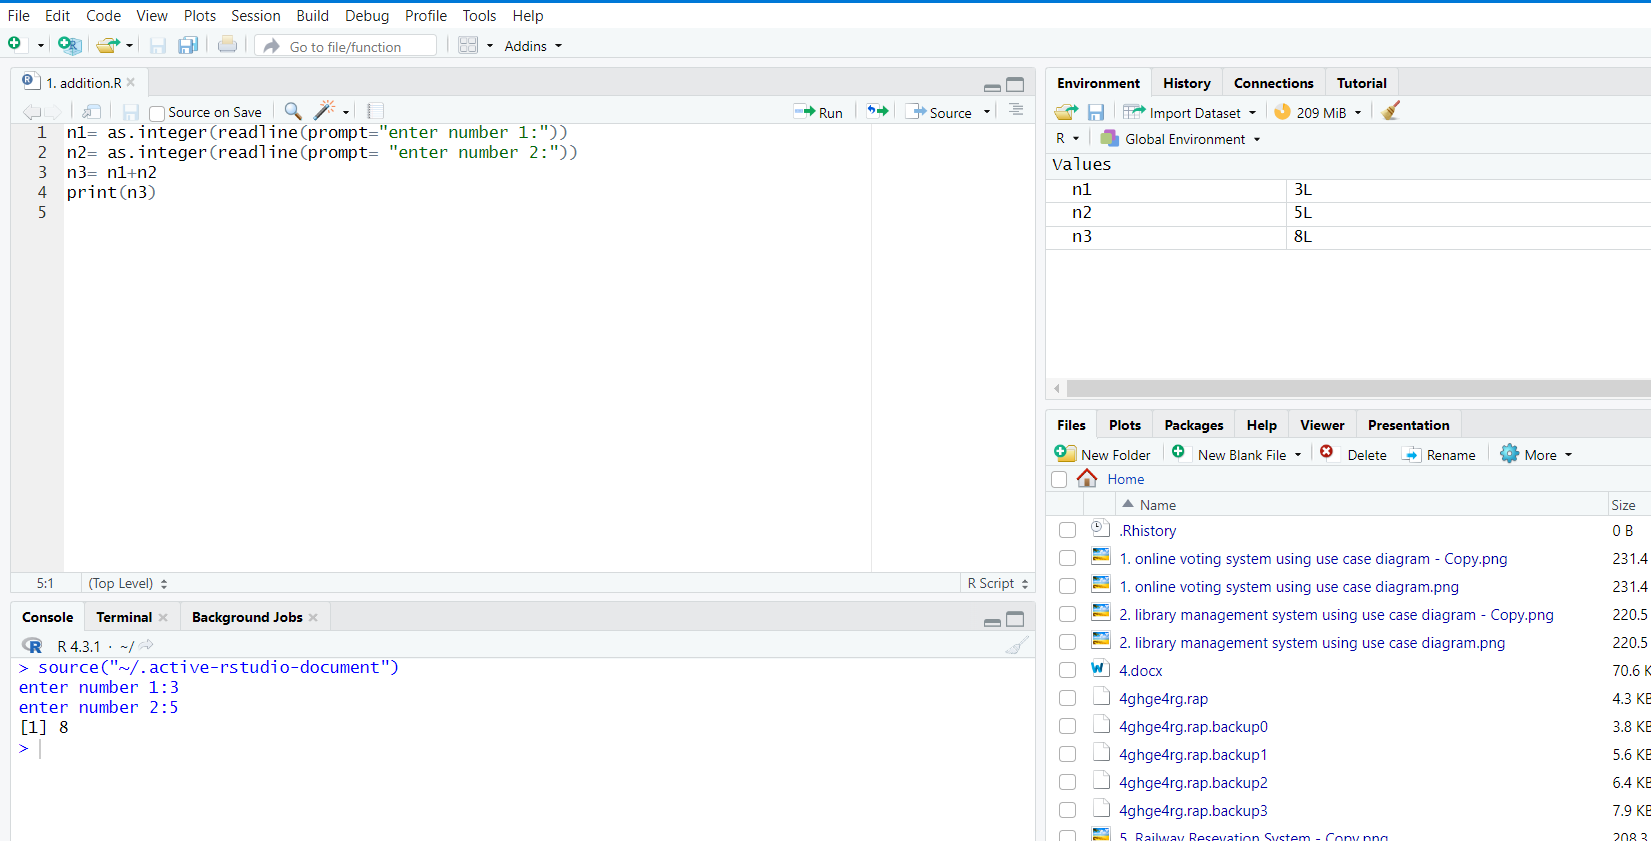 File Edit Code View Plots Session Build Debug Profile Tools Help
Go to file/function Addins
1. addition.R
Source on Save Run Source
1 n1= as.integer(readline(prompt="enter number 1:"))
2 n2= as.integer(readline(prompt= "enter number 2:"))
3 n3= n1+n2
4 print(n3)
5
5:1 (Top Level) R Script
Console Terminal Background Jobs
R R 4.3.1 · ~/
> source("~/.active-rstudio-document")
enter number 1:3
enter number 2:5
[1] 8
>
Environment History Connections Tutorial
Import Dataset 209 MiB
R Global Environment
Values
n1 3L
n2 5L
n3 8L
Files Plots Packages Help Viewer Presentation
New Folder New Blank File Delete Rename More
Home
Name Size
.Rhistory 0 B
1. online voting system using use case diagram - Copy.png 231.4
1. online voting system using use case diagram.png 231.4
2. library management system using use case diagram - Copy.png 220.5
2. library management system using use case diagram.png 220.5
4.docx 70.6 K
4ghge4rg.rap 4.3 KB
4ghge4rg.rap.backup0 3.8 KB
4ghge4rg.rap.backup1 5.6 KB
4ghge4rg.rap.backup2 6.4 KB
4ghge4rg.rap.backup3 7.9 KB
5. Railway Resevation System - Copy.png 208.3